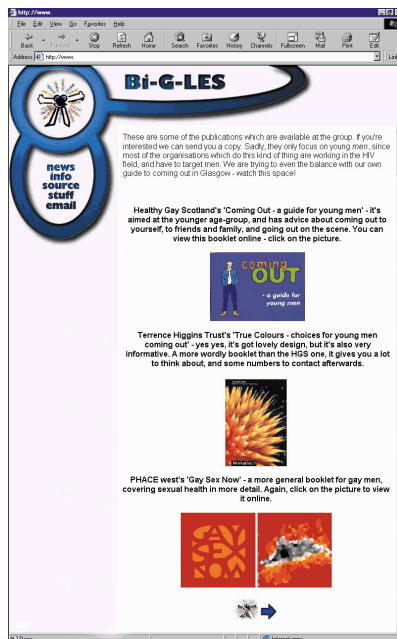 http://www.
File Edit View Go Favorites Help
Back Forward Stop Refresh Home Search Favorites History Channels Fullscreen Mail Print Edit
Address http://www. Link
Bi-G-LES
news
info
source
stuff
email
These are some of the publications which are available at the group. If you're
interested we can send you a copy. Sadly, they only focus on young men, since
most of the organisations which do this kind of thing are working in the HIV
field, and have to target men. We are trying to even the balance with our own
guide to coming out in Glasgow - watch this space!
Healthy Gay Scotland's 'Coming Out - a guide for young men' - it's
aimed at the younger age-group, and has advice about coming out to
yourself, to friends and family, and going out on the scene. You can
view this booklet online - click on the picture.
coming
OUT
- a guide for
young men
Terrence Higgins Trust's 'True Colours - choices for young men
coming out' - yes yes, it's got lovely design, but it's also very
informative. A more wordly booklet than the HGS one, it gives you a lot
to think about, and some numbers to contact afterwards.
PHACE west's 'Gay Sex Now' - a more general booklet for gay men,
covering sexual health in more detail. Again, click on the picture to view
it online.
GAY
SEX
NOW